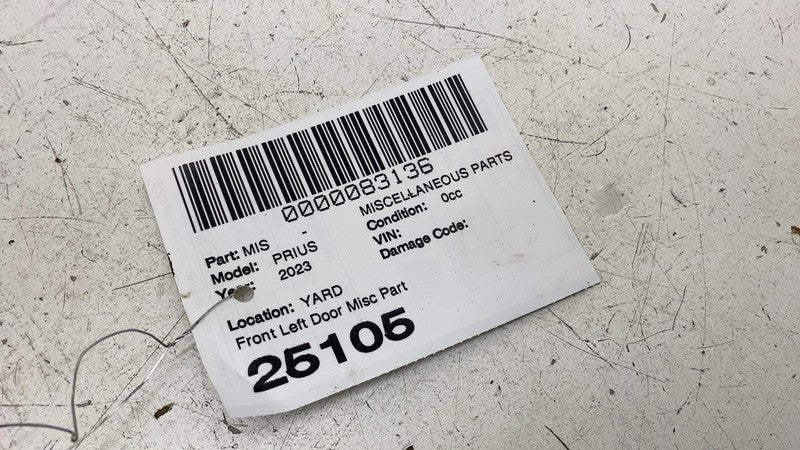 0000083136
Part: MIS - MISCELLANEOUS PARTS
Model: PRIUS Condition: 0cc
Year: 2023 VIN:
Damage Code:
Location: YARD
Front Left Door Misc Part
25105